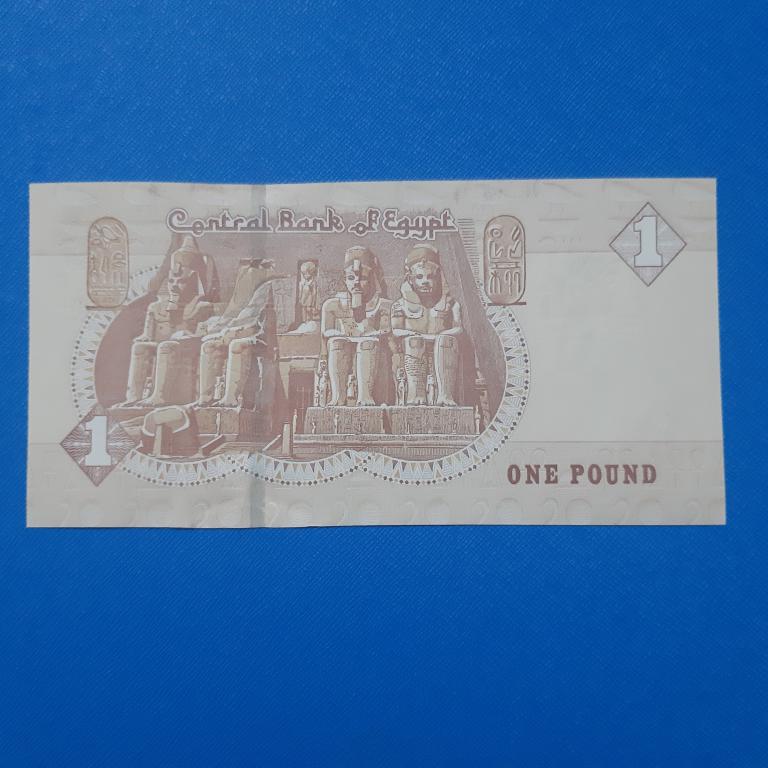 Central Bank of Egypt
1
1
ONE POUND